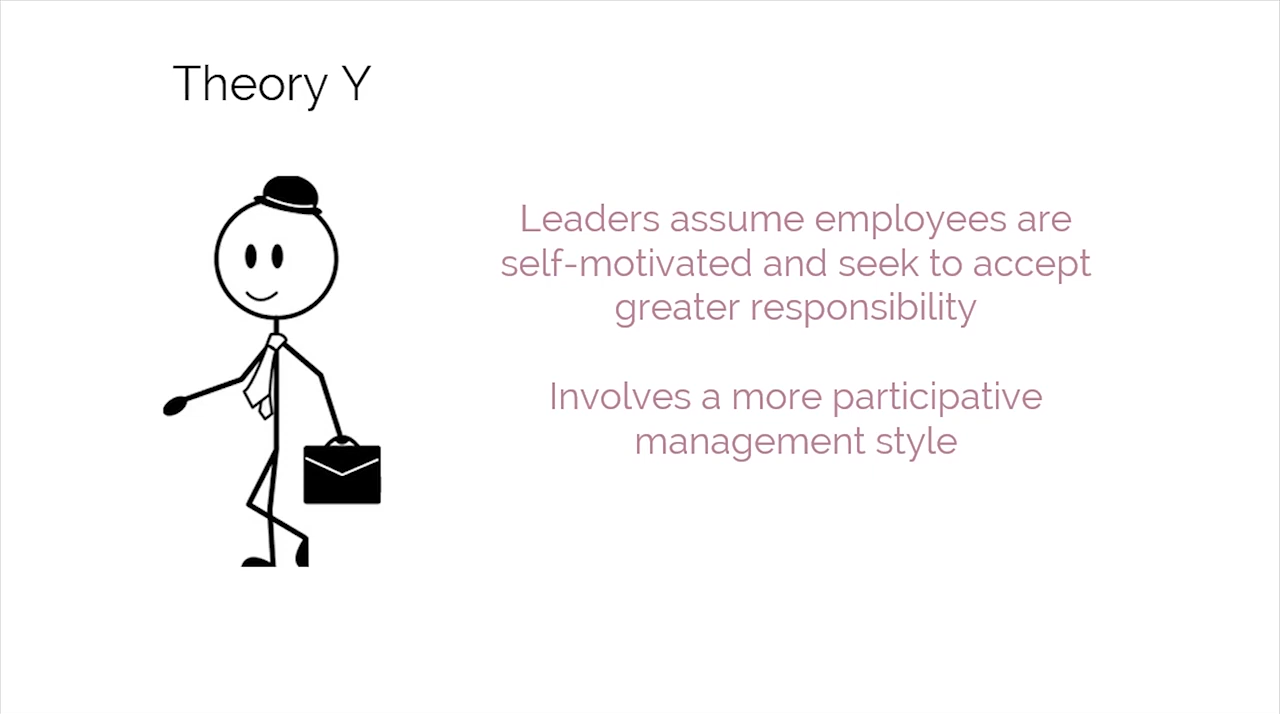 Theory Y
Leaders assume employees are
self-motivated and seek to accept
greater responsibility
Involves a more participative
management style